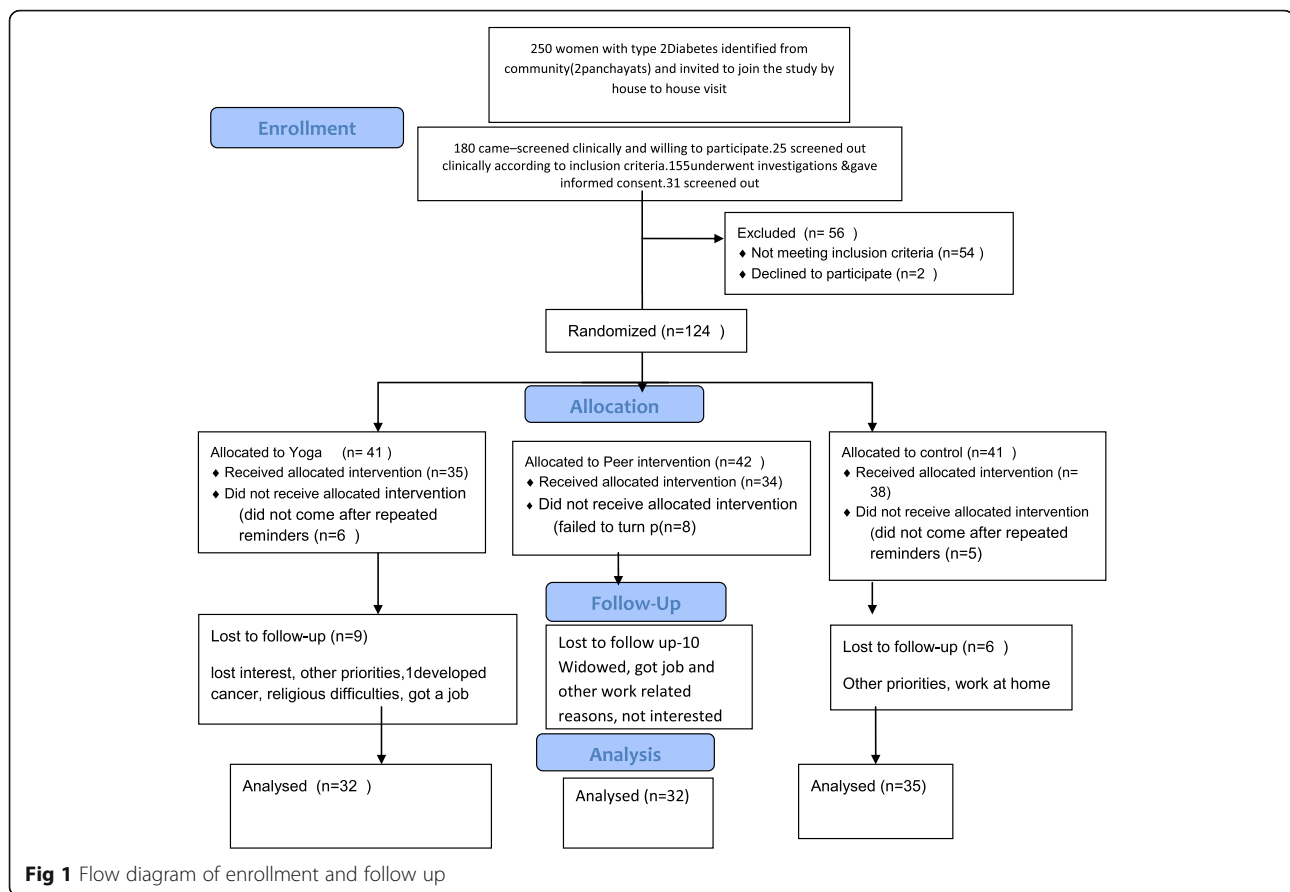 250 women with type 2Diabetes identified from
community(2panchayats) and invited to join the study by
house to house visit
Enrollment
180 came–screened clinically and willing to participate.25 screened out
clinically according to inclusion criteria.155underwent investigations &gave
informed consent.31 screened out
Excluded (n= 56 )
♦ Not meeting inclusion criteria (n=54 )
♦ Declined to participate (n=2 )
Randomized (n=124 )
Allocation
Allocated to Yoga (n= 41 )
♦ Received allocated intervention (n=35)
♦ Did not receive allocated intervention
(did not come after repeated
reminders (n=6 )
Allocated to Peer intervention (n=42 )
♦ Received allocated intervention (n=34)
♦ Did not receive allocated intervention
(failed to turn p(n=8)
Allocated to control (n=41 )
♦ Received allocated intervention (n=
38)
♦ Did not receive allocated intervention
(did not come after repeated
reminders (n=5)
Follow-Up
Lost to follow-up (n=9)
lost interest, other priorities,1developed
cancer, religious difficulties, got a job
Lost to follow up-10
Widowed, got job and
other work related
reasons, not interested
Lost to follow-up (n=6 )
Other priorities, work at home
Analysis
Analysed (n=32 )
Analysed (n=32)
Analysed (n=35)
Fig 1 Flow diagram of enrollment and follow up